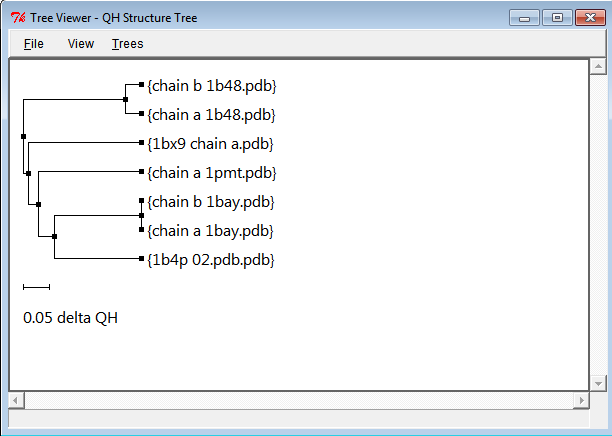 Tree Viewer - QH Structure Tree
File View Trees
{chain b 1b48.pdb}
{chain a 1b48.pdb}
{1bx9 chain a.pdb}
{chain a 1pmt.pdb}
{chain b 1bay.pdb}
{chain a 1bay.pdb}
{1b4p 02.pdb.pdb}
0.05 delta QH